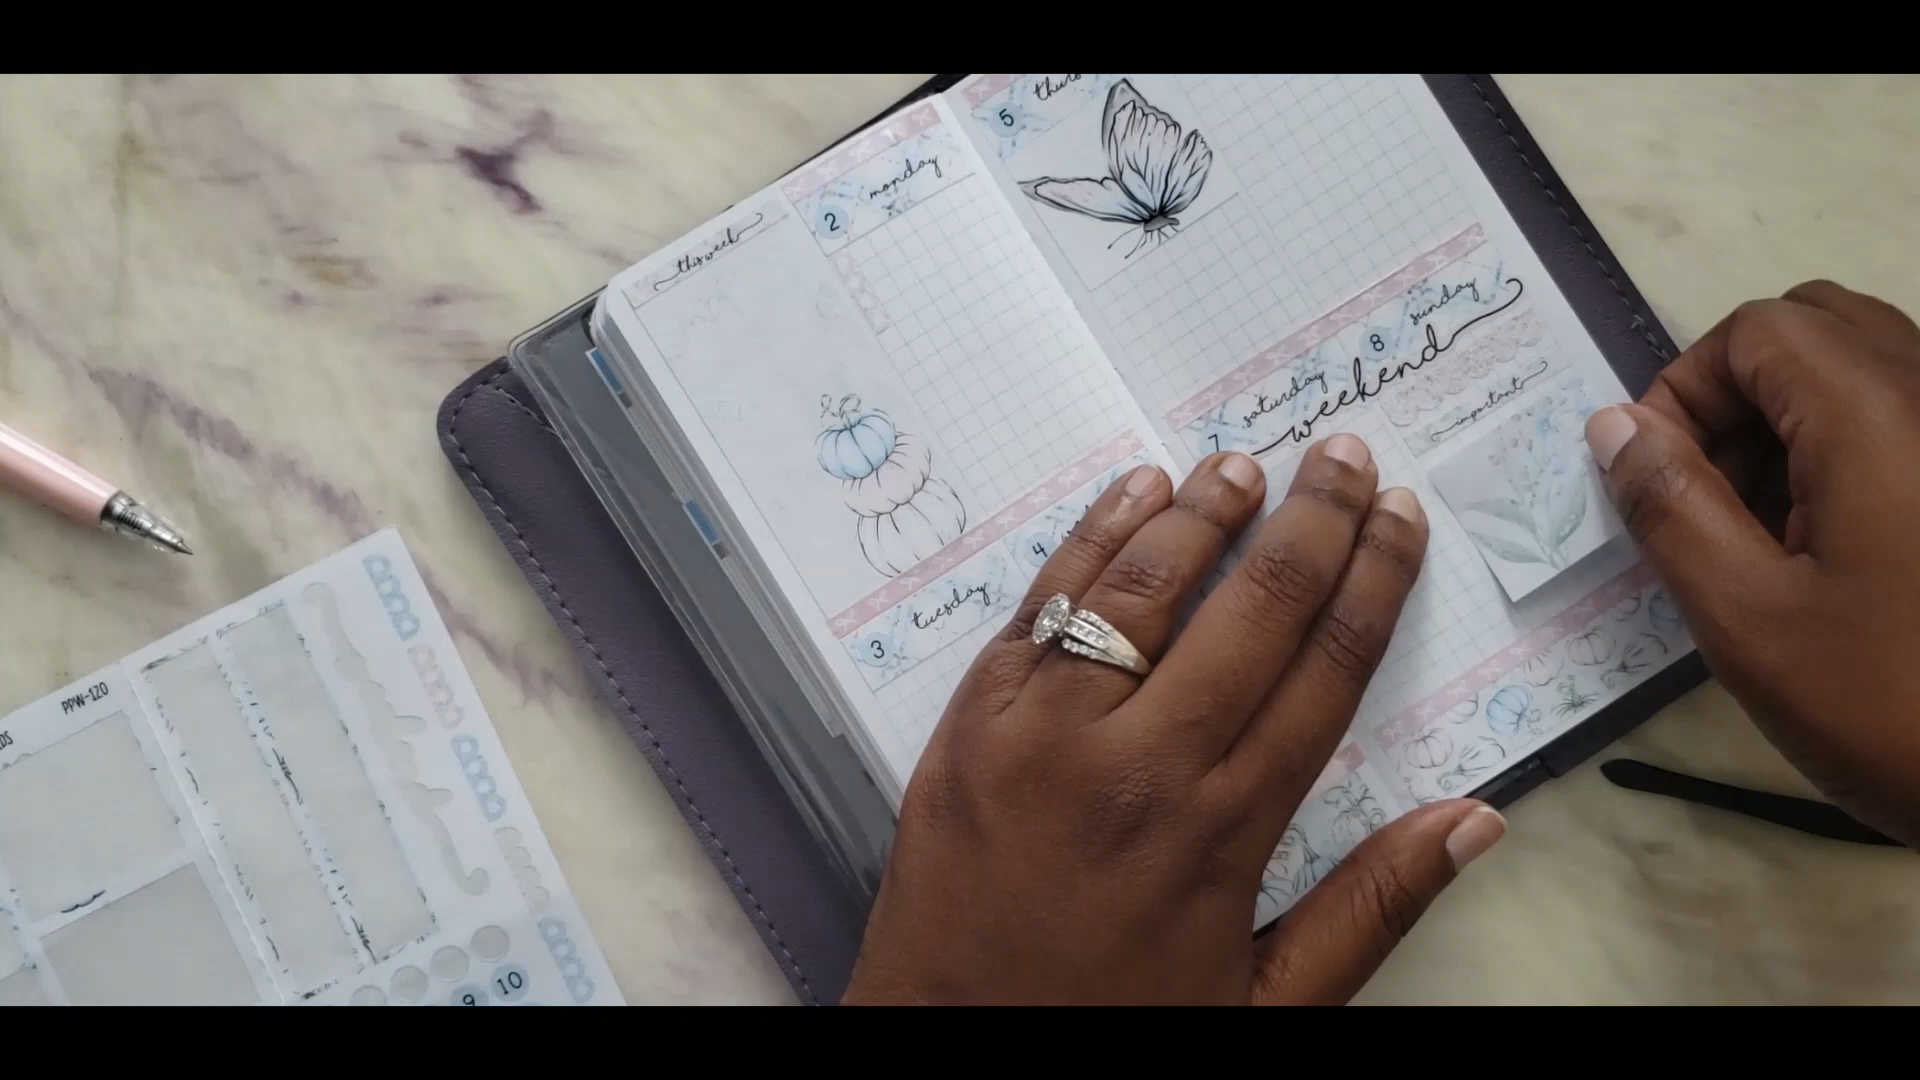 this week
2 monday
3 tuesday
4
5 thurs
7 saturday
8 sunday
weekend
important
PPW-120
9 10